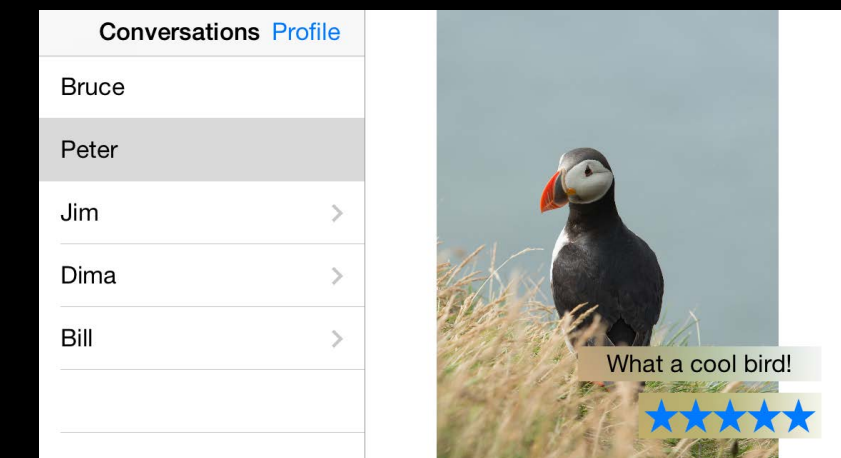 Conversations Profile
Bruce
Peter
Jim
Dima
Bill
What a cool bird!